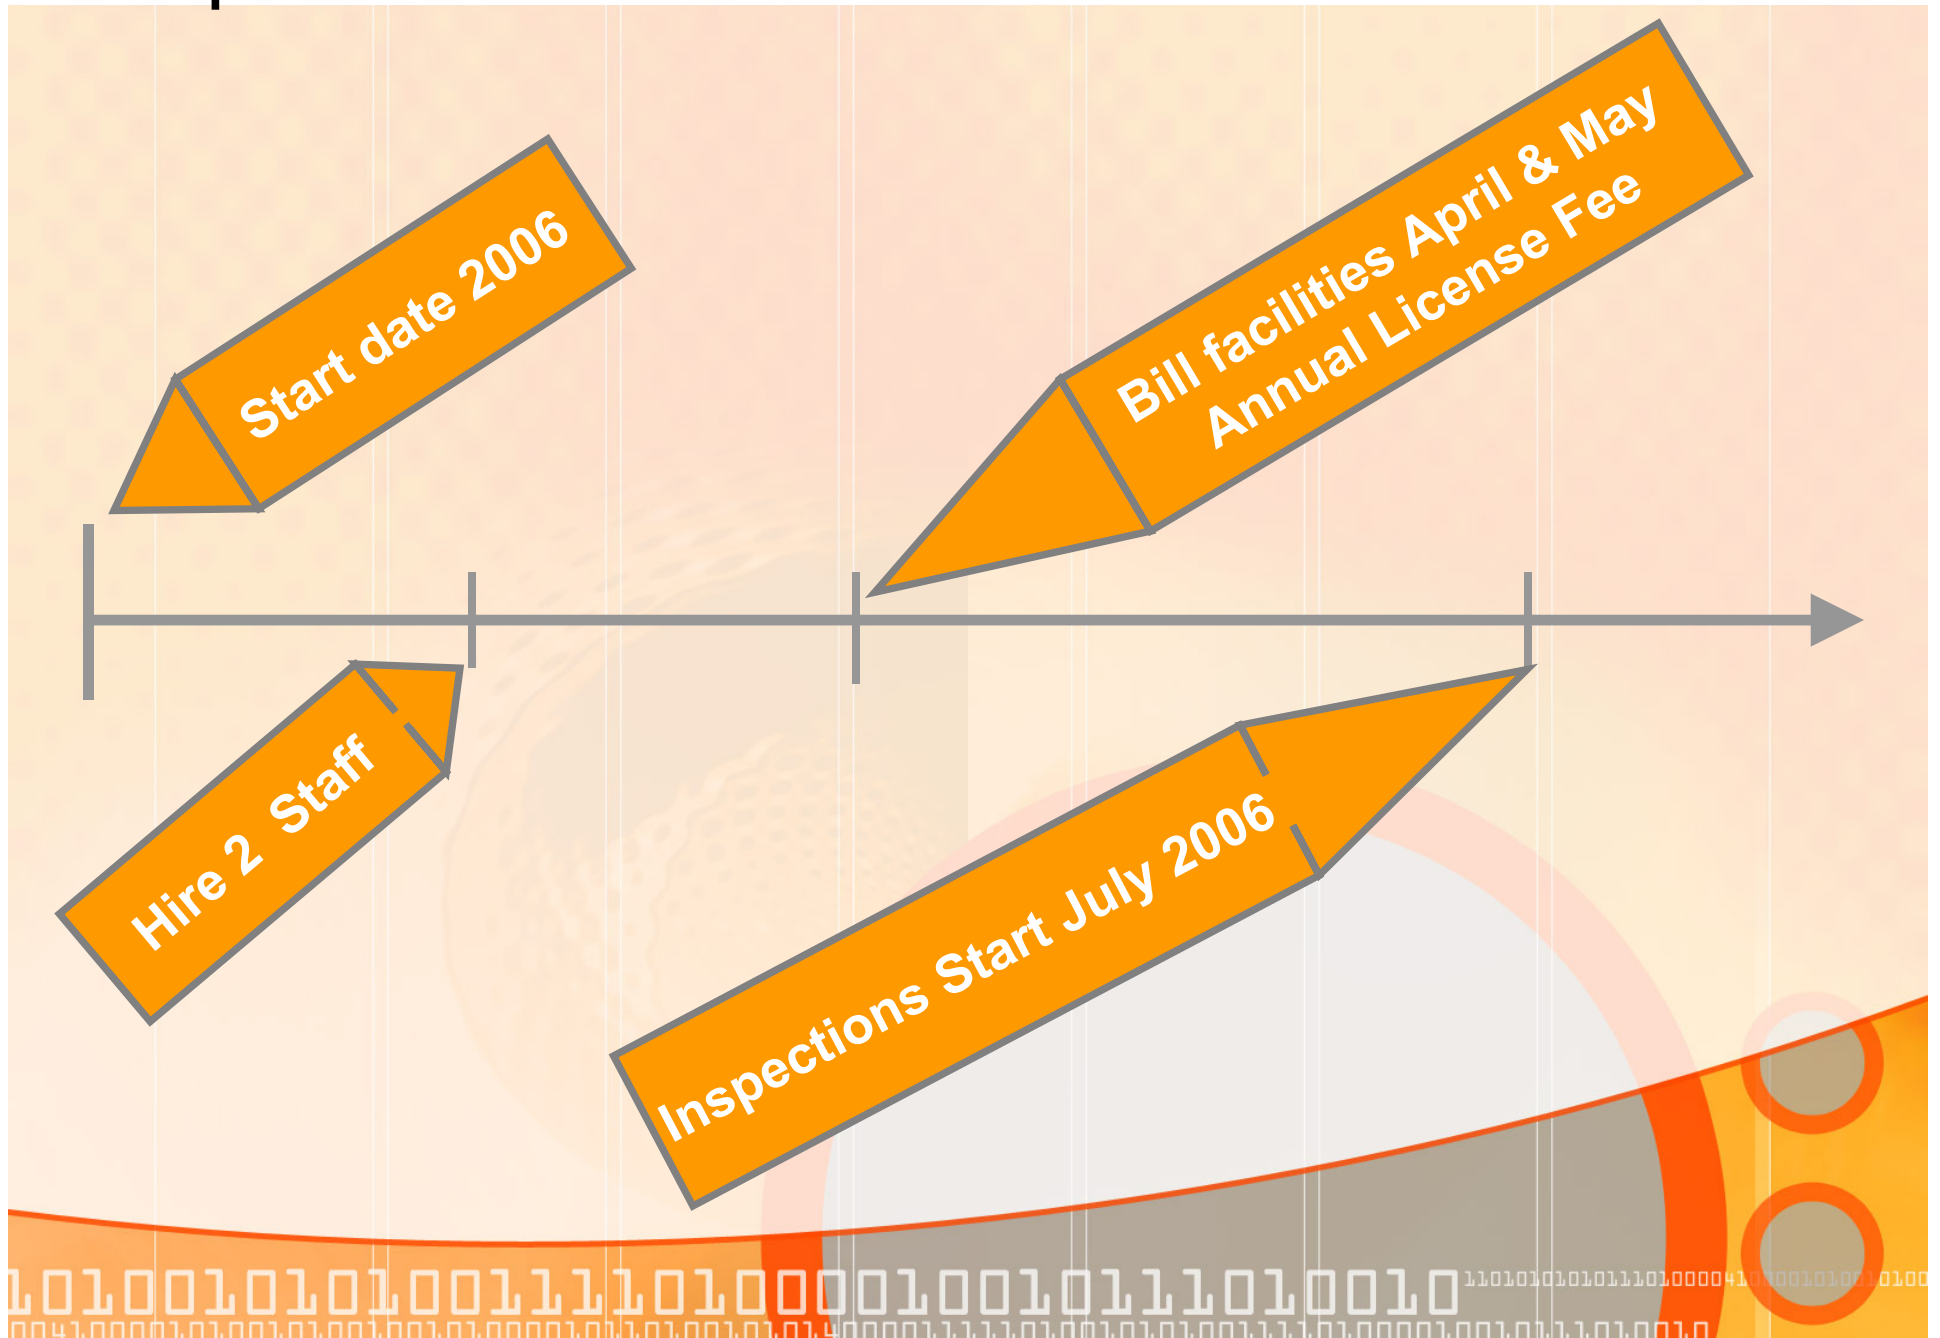 Start date 2006
Bill facilities April & May
Annual License Fee
Hire 2 Staff
Inspections Start July 2006